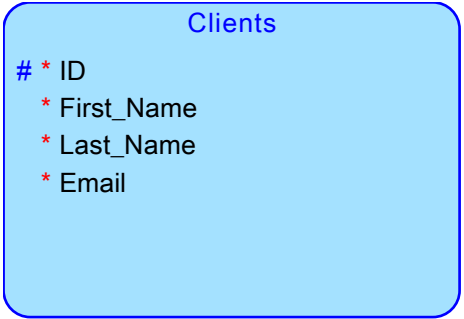 Clients
# * ID
* First_Name
* Last_Name
* Email